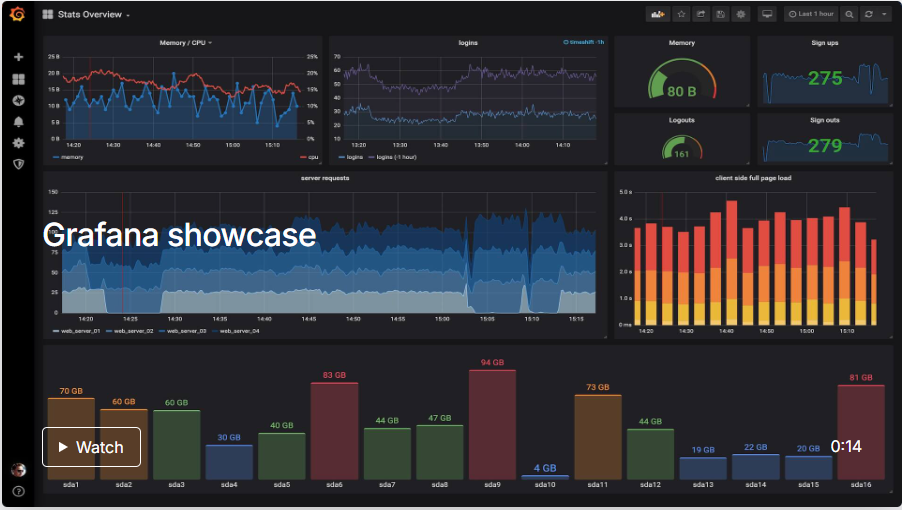 Stats Overview
Last 1 hour
Memory / CPU
25 B
20 B
15 B
10 B
5 B
0 B
25%
20%
15%
10%
5%
0%
14:20 14:30 14:40 14:50 15:00 15:10
memory
cpu
logins
timeshift -1h
70
60
50
40
30
20
10
13:20 13:30 13:40 13:50 14:00 14:10
logins logins (-1 hour)
Memory
80 B
Sign ups
275
Logouts
161
Sign outs
279
server requests
150
125
100
75
50
25
0
14:20 14:25 14:30 14:35 14:40 14:45 14:50 14:55 15:00 15:05 15:10 15:15
web_server_01 web_server_02 web_server_03 web_server_04
Grafana showcase
client side full page load
5.0 s
4.0 s
3.0 s
2.0 s
1.0 s
0 ms
14:20 14:30 14:40 14:50 15:00 15:10
70 GB 60 GB 60 GB 30 GB 40 GB 83 GB 44 GB 47 GB 94 GB 4 GB 73 GB 44 GB 19 GB 22 GB 20 GB 81 GB
Watch
0:14
sda1 sda2 sda3 sda4 sda5 sda6 sda7 sda8 sda9 sda10 sda11 sda12 sda13 sda14 sda15 sda16